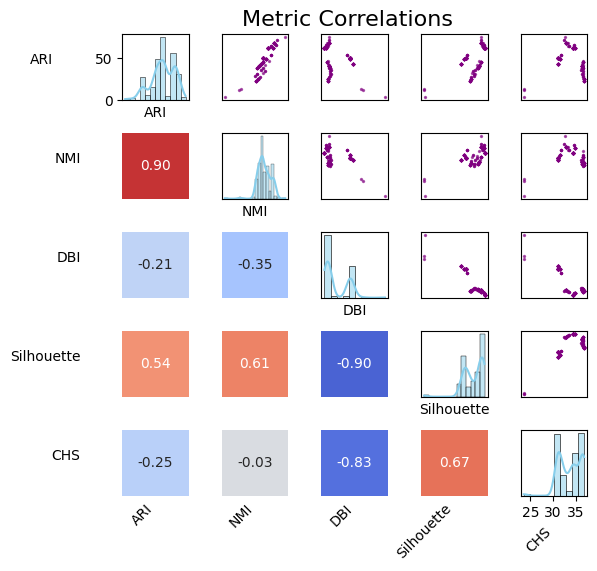 Metric Correlations
ARI
50
0
ARI
NMI
0.90
NMI
DBI
-0.21 -0.35
DBI
Silhouette
0.54 0.61 -0.90
Silhouette
CHS
-0.25 -0.03 -0.83 0.67
25 30 35
ARI NMI DBI Silhouette CHS